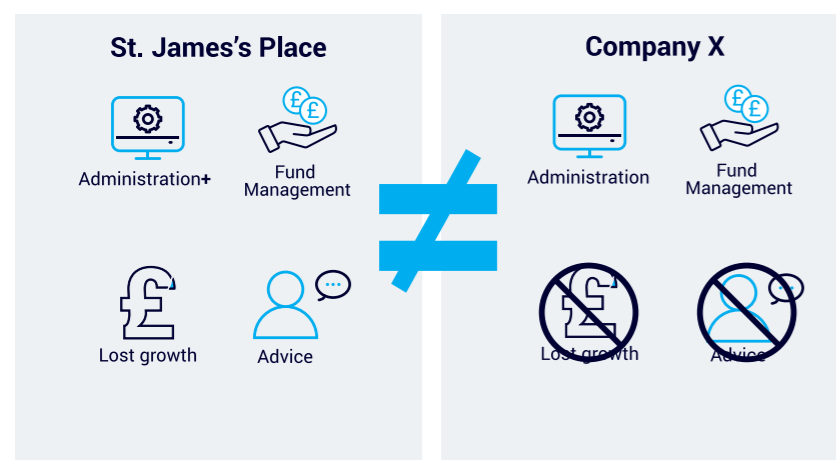 St. James's Place
Administration+
Fund
Management
Lost growth
Advice
Company X
Administration
Fund
Management
Lost growth
Advice